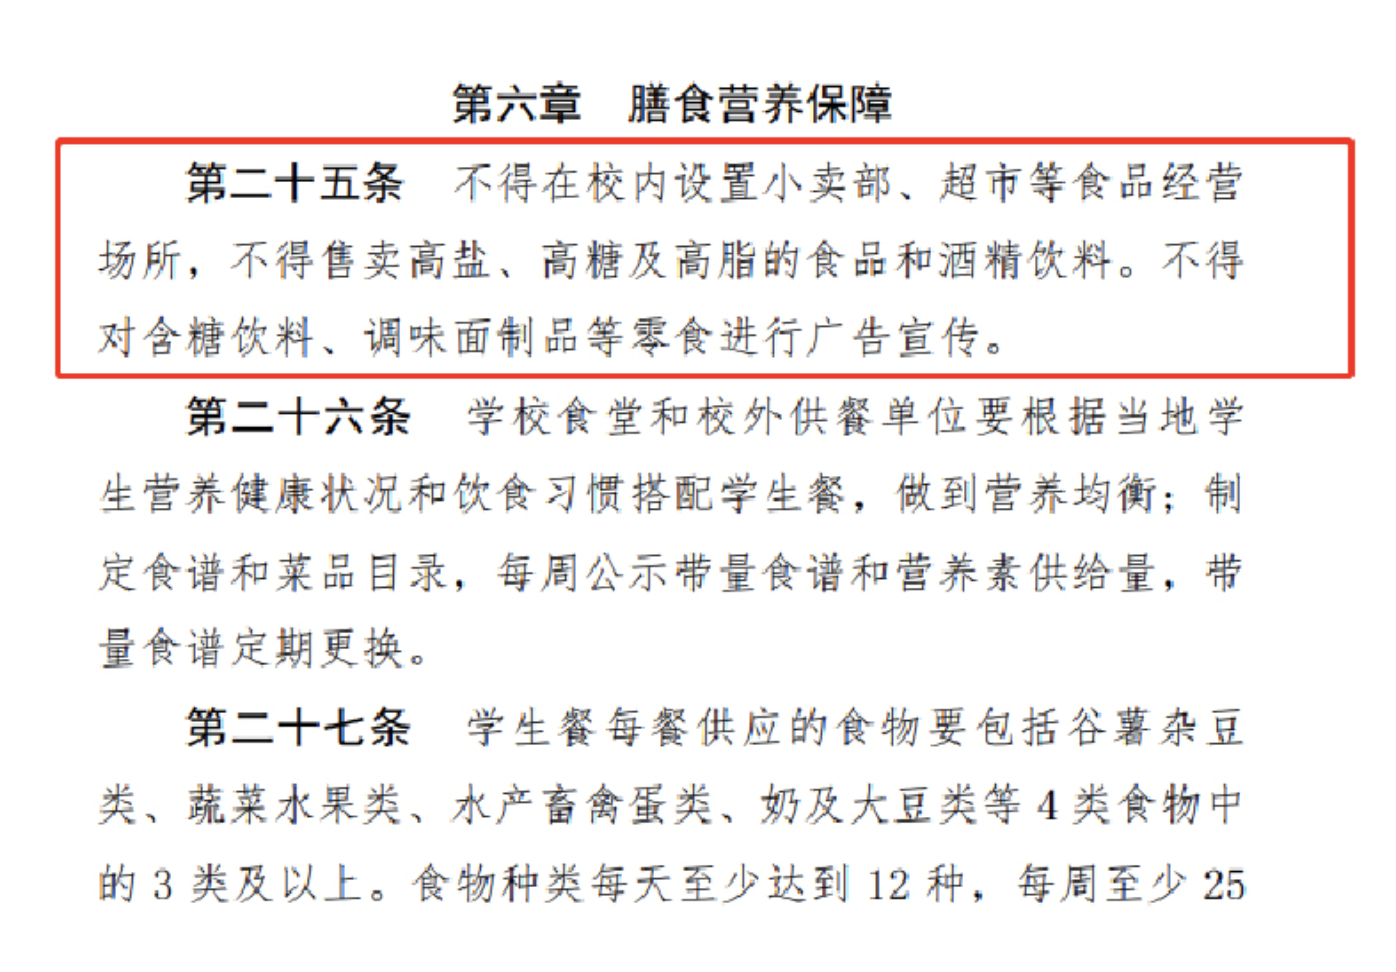 第六章　膳食营养保障
第二十五条　不得在校内设置小卖部、超市等食品经营
场所，不得售卖高盐、高糖及高脂的食品和酒精饮料。不得
对含糖饮料、调味面制品等零食进行广告宣传。
第二十六条　学校食堂和校外供餐单位要根据当地学
生营养健康状况和饮食习惯搭配学生餐，做到营养均衡；制
定食谱和菜品目录，每周公示带量食谱和营养素供给量，带
量食谱定期更换。
第二十七条　学生餐每餐供应的食物要包括谷薯杂豆
类、蔬菜水果类、水产畜禽蛋类、奶及大豆类等 4 类食物中
的 3 类及以上。食物种类每天至少达到 12 种，每周至少 25